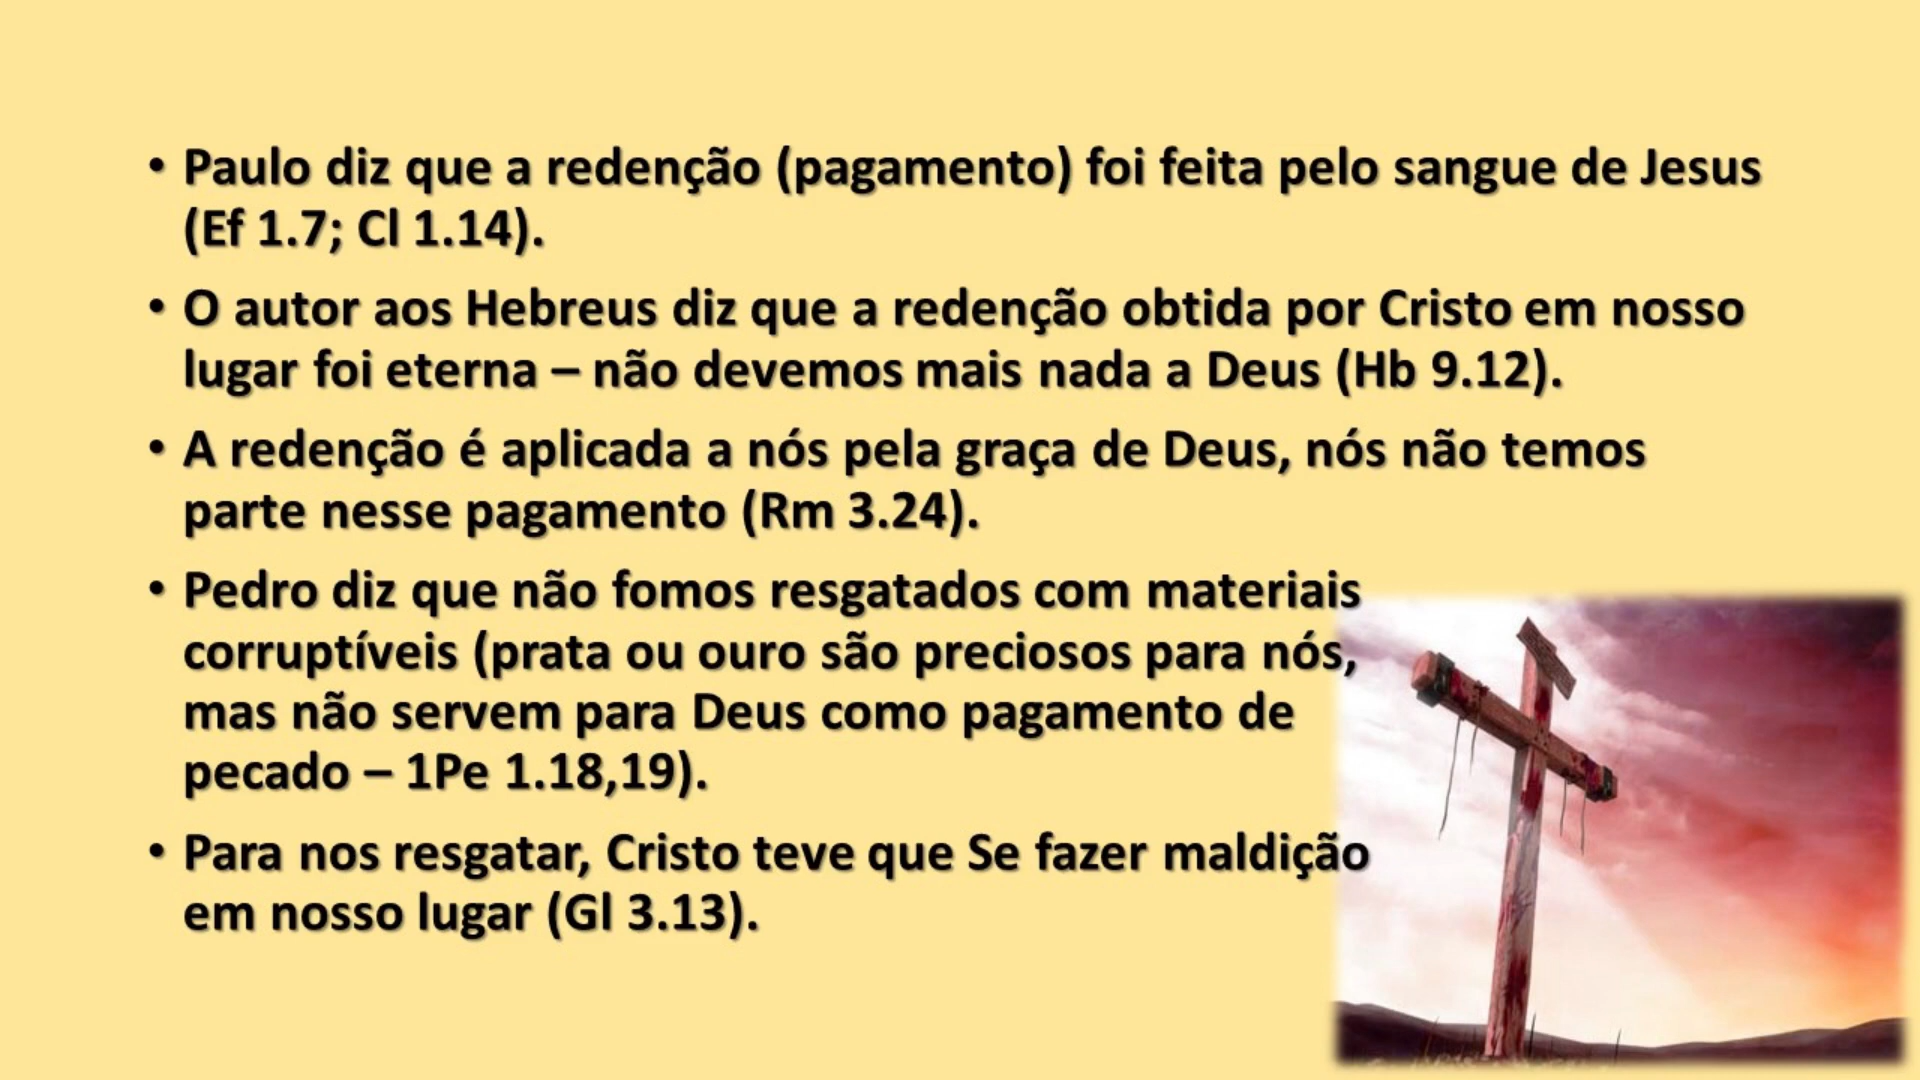 • Paulo diz que a redenção (pagamento) foi feita pelo sangue de Jesus
(Ef 1.7; Cl 1.14).
• O autor aos Hebreus diz que a redenção obtida por Cristo em nosso
lugar foi eterna – não devemos mais nada a Deus (Hb 9.12).
• A redenção é aplicada a nós pela graça de Deus, nós não temos
parte nesse pagamento (Rm 3.24).
• Pedro diz que não fomos resgatados com materiais
corruptíveis (prata ou ouro são preciosos para nós,
mas não servem para Deus como pagamento de
pecado – 1Pe 1.18,19).
• Para nos resgatar, Cristo teve que Se fazer maldição
em nosso lugar (Gl 3.13).